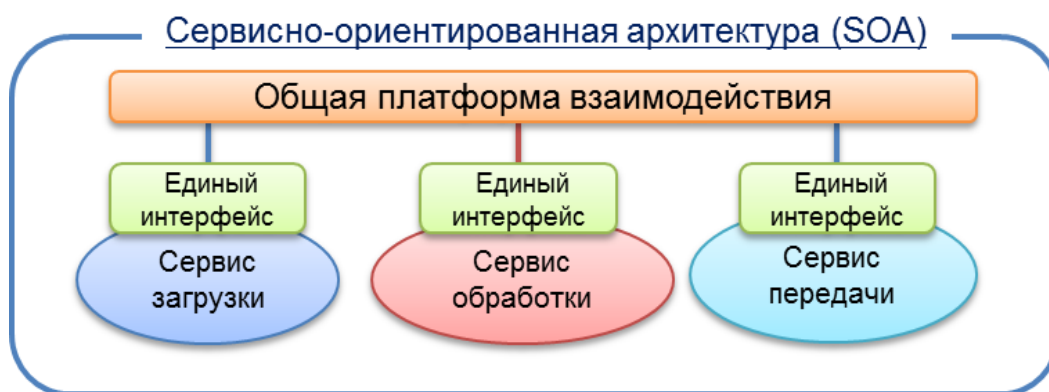 Сервисно-ориентированная архитектура (SOA)
Общая платформа взаимодействия
Единый
интерфейс
Сервис
загрузки
Единый
интерфейс
Сервис
обработки
Единый
интерфейс
Сервис
передачи